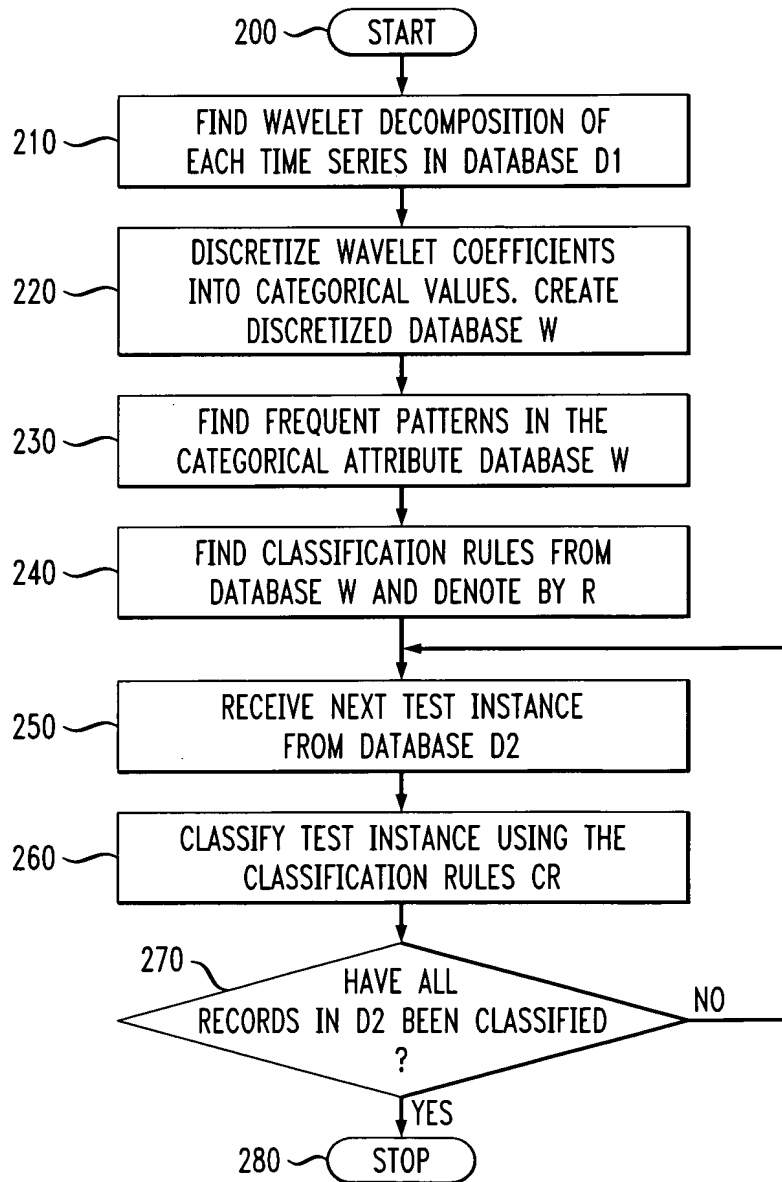 200
START
210
FIND WAVELET DECOMPOSITION OF
EACH TIME SERIES IN DATABASE D1
220
DISCRETIZE WAVELET COEFFICIENTS
INTO CATEGORICAL VALUES. CREATE
DISCRETIZED DATABASE W
230
FIND FREQUENT PATTERNS IN THE
CATEGORICAL ATTRIBUTE DATABASE W
240
FIND CLASSIFICATION RULES FROM
DATABASE W AND DENOTE BY R
250
RECEIVE NEXT TEST INSTANCE
FROM DATABASE D2
260
CLASSIFY TEST INSTANCE USING THE
CLASSIFICATION RULES CR
270
HAVE ALL
RECORDS IN D2 BEEN CLASSIFIED
?
NO
YES
280
STOP